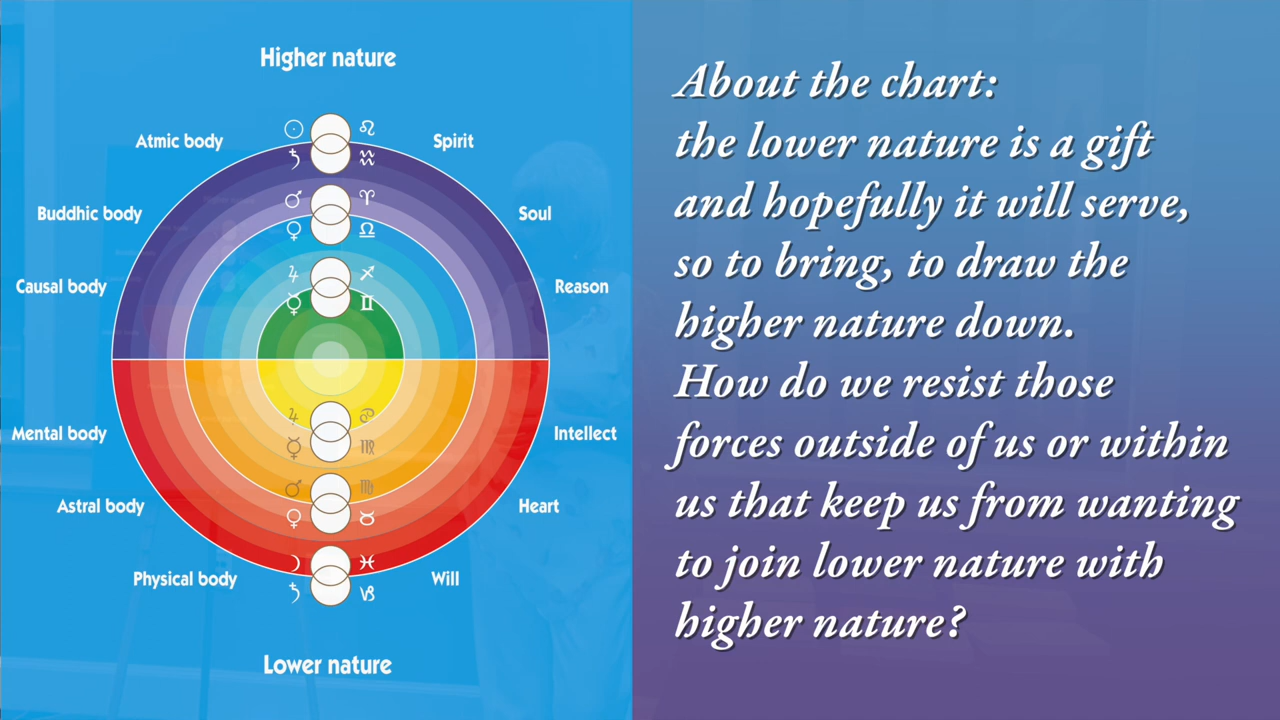 Higher nature
Atmic body
☉ ♌
Spirit
♄ ♒
Buddhic body
♂ ♈
Soul
♀ ♎
Causal body
♃ ♐
Reason
☿ ♊
Mental body
♃ ♋
Intellect
☿ ♍
Astral body
♂
Heart
♀ ♉
Physical body
☽ ♓
Will
♄ ♑
Lower nature
About the chart:
the lower nature is a gift
and hopefully it will serve,
so to bring, to draw the
higher nature down.
How do we resist those
forces outside of us or within
us that keep us from wanting
to join lower nature with
higher nature?